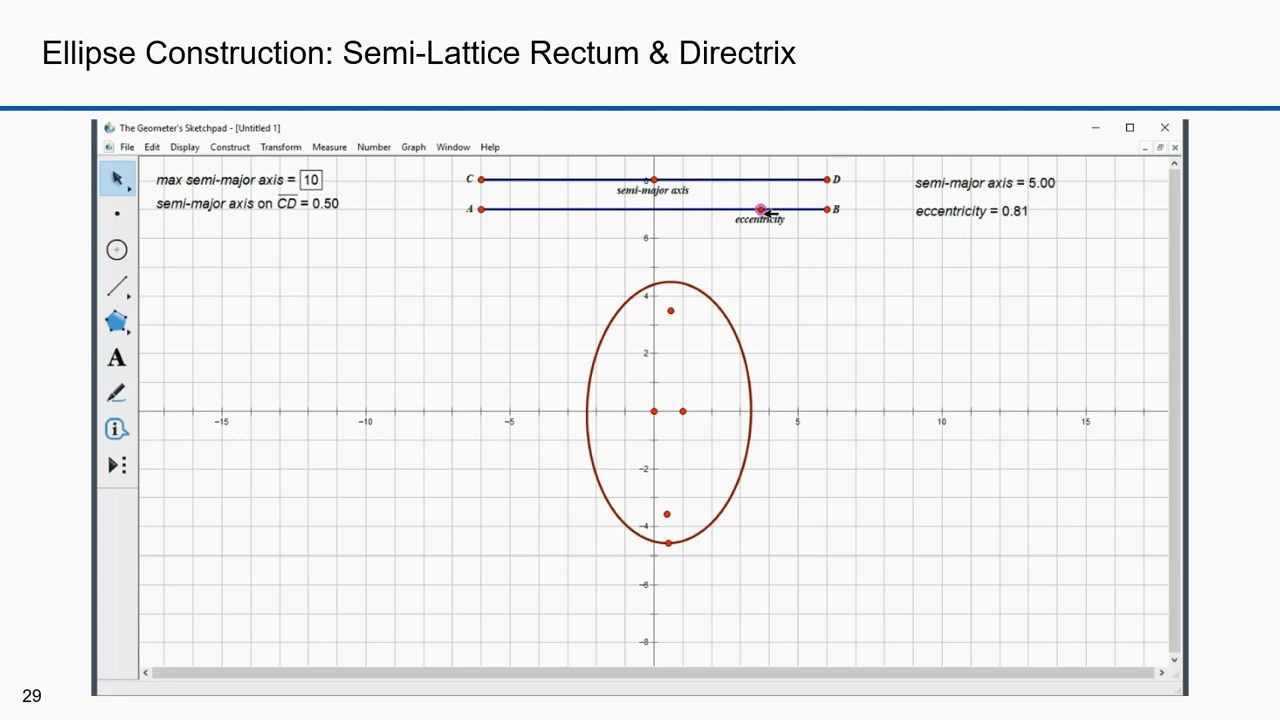 Ellipse Construction: Semi-Lattice Rectum & Directrix
The Geometer's Sketchpad - [Untitled 1]
File Edit Display Construct Transform Measure Number Graph Window Help
max semi-major axis = 10
semi-major axis on CD = 0.50
C D
semi-major axis
A B
eccentricity
semi-major axis = 5.00
eccentricity = 0.81
6
4
2
-15 -10 -5 5 10 15
-2
-4
-6
-8
29